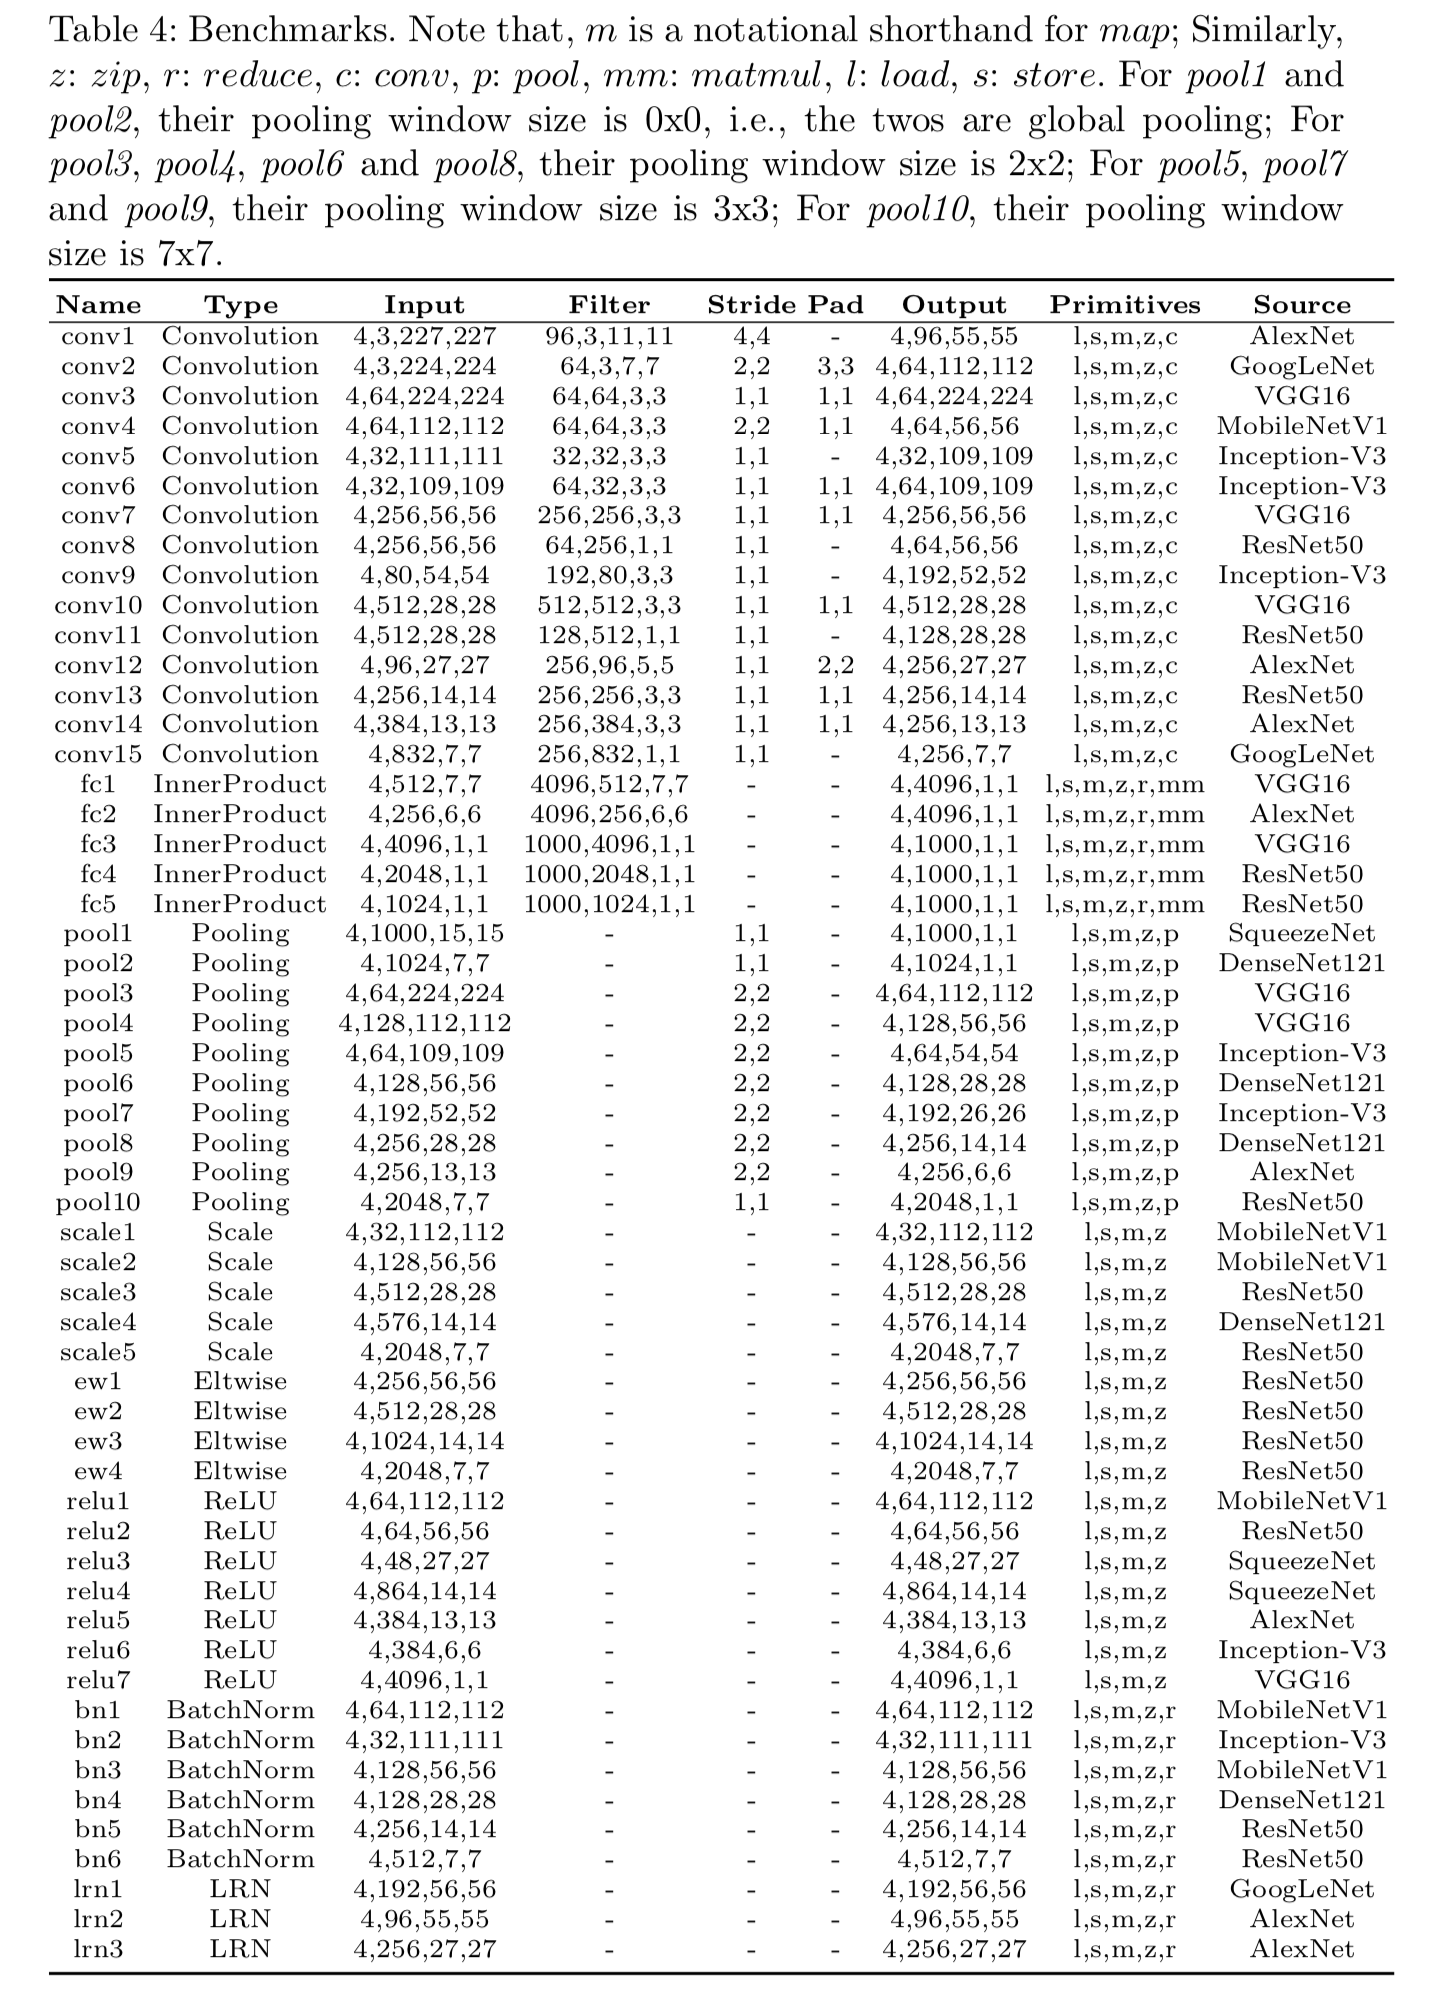 Table 4: Benchmarks. Note that, m is a notational shorthand for map; Similarly,
z: zip, r: reduce, c: conv, p: pool, mm: matmul, l: load, s: store. For pool1 and
pool2, their pooling window size is 0x0, i.e., the twos are global pooling; For
pool3, pool4, pool6 and pool8, their pooling window size is 2x2; For pool5, pool7
and pool9, their pooling window size is 3x3; For pool10, their pooling window
size is 7x7.
Name Type Input Filter Stride Pad Output Primitives Source
conv1 Convolution 4,3,227,227 96,3,11,11 4,4 - 4,96,55,55 l,s,m,z,c AlexNet
conv2 Convolution 4,3,224,224 64,3,7,7 2,2 3,3 4,64,112,112 l,s,m,z,c GoogLeNet
conv3 Convolution 4,64,224,224 64,64,3,3 1,1 1,1 4,64,224,224 l,s,m,z,c VGG16
conv4 Convolution 4,64,112,112 64,64,3,3 2,2 1,1 4,64,56,56 l,s,m,z,c MobileNetV1
conv5 Convolution 4,32,111,111 32,32,3,3 1,1 - 4,32,109,109 l,s,m,z,c Inception-V3
conv6 Convolution 4,32,109,109 64,32,3,3 1,1 1,1 4,64,109,109 l,s,m,z,c Inception-V3
conv7 Convolution 4,256,56,56 256,256,3,3 1,1 1,1 4,256,56,56 l,s,m,z,c VGG16
conv8 Convolution 4,256,56,56 64,256,1,1 1,1 - 4,64,56,56 l,s,m,z,c ResNet50
conv9 Convolution 4,80,54,54 192,80,3,3 1,1 - 4,192,52,52 l,s,m,z,c Inception-V3
conv10 Convolution 4,512,28,28 512,512,3,3 1,1 1,1 4,512,28,28 l,s,m,z,c VGG16
conv11 Convolution 4,512,28,28 128,512,1,1 1,1 - 4,128,28,28 l,s,m,z,c ResNet50
conv12 Convolution 4,96,27,27 256,96,5,5 1,1 2,2 4,256,27,27 l,s,m,z,c AlexNet
conv13 Convolution 4,256,14,14 256,256,3,3 1,1 1,1 4,256,14,14 l,s,m,z,c ResNet50
conv14 Convolution 4,384,13,13 256,384,3,3 1,1 1,1 4,256,13,13 l,s,m,z,c AlexNet
conv15 Convolution 4,832,7,7 256,832,1,1 1,1 - 4,256,7,7 l,s,m,z,c GoogLeNet
fc1 InnerProduct 4,512,7,7 4096,512,7,7 - - 4,4096,1,1 l,s,m,z,r,mm VGG16
fc2 InnerProduct 4,256,6,6 4096,256,6,6 - - 4,4096,1,1 l,s,m,z,r,mm AlexNet
fc3 InnerProduct 4,4096,1,1 1000,4096,1,1 - - 4,1000,1,1 l,s,m,z,r,mm VGG16
fc4 InnerProduct 4,2048,1,1 1000,2048,1,1 - - 4,1000,1,1 l,s,m,z,r,mm ResNet50
fc5 InnerProduct 4,1024,1,1 1000,1024,1,1 - - 4,1000,1,1 l,s,m,z,r,mm ResNet50
pool1 Pooling 4,1000,15,15 - 1,1 - 4,1000,1,1 l,s,m,z,p SqueezeNet
pool2 Pooling 4,1024,7,7 - 1,1 - 4,1024,1,1 l,s,m,z,p DenseNet121
pool3 Pooling 4,64,224,224 - 2,2 - 4,64,112,112 l,s,m,z,p VGG16
pool4 Pooling 4,128,112,112 - 2,2 - 4,128,56,56 l,s,m,z,p VGG16
pool5 Pooling 4,64,109,109 - 2,2 - 4,64,54,54 l,s,m,z,p Inception-V3
pool6 Pooling 4,128,56,56 - 2,2 - 4,128,28,28 l,s,m,z,p DenseNet121
pool7 Pooling 4,192,52,52 - 2,2 - 4,192,26,26 l,s,m,z,p Inception-V3
pool8 Pooling 4,256,28,28 - 2,2 - 4,256,14,14 l,s,m,z,p DenseNet121
pool9 Pooling 4,256,13,13 - 2,2 - 4,256,6,6 l,s,m,z,p AlexNet
pool10 Pooling 4,2048,7,7 - 1,1 - 4,2048,1,1 l,s,m,z,p ResNet50
scale1 Scale 4,32,112,112 - - - 4,32,112,112 l,s,m,z MobileNetV1
scale2 Scale 4,128,56,56 - - - 4,128,56,56 l,s,m,z MobileNetV1
scale3 Scale 4,512,28,28 - - - 4,512,28,28 l,s,m,z ResNet50
scale4 Scale 4,576,14,14 - - - 4,576,14,14 l,s,m,z DenseNet121
scale5 Scale 4,2048,7,7 - - - 4,2048,7,7 l,s,m,z ResNet50
ew1 Eltwise 4,256,56,56 - - - 4,256,56,56 l,s,m,z ResNet50
ew2 Eltwise 4,512,28,28 - - - 4,512,28,28 l,s,m,z ResNet50
ew3 Eltwise 4,1024,14,14 - - - 4,1024,14,14 l,s,m,z ResNet50
ew4 Eltwise 4,2048,7,7 - - - 4,2048,7,7 l,s,m,z ResNet50
relu1 ReLU 4,64,112,112 - - - 4,64,112,112 l,s,m,z MobileNetV1
relu2 ReLU 4,64,56,56 - - - 4,64,56,56 l,s,m,z ResNet50
relu3 ReLU 4,48,27,27 - - - 4,48,27,27 l,s,m,z SqueezeNet
relu4 ReLU 4,864,14,14 - - - 4,864,14,14 l,s,m,z SqueezeNet
relu5 ReLU 4,384,13,13 - - - 4,384,13,13 l,s,m,z AlexNet
relu6 ReLU 4,384,6,6 - - - 4,384,6,6 l,s,m,z Inception-V3
relu7 ReLU 4,4096,1,1 - - - 4,4096,1,1 l,s,m,z VGG16
bn1 BatchNorm 4,64,112,112 - - - 4,64,112,112 l,s,m,z,r MobileNetV1
bn2 BatchNorm 4,32,111,111 - - - 4,32,111,111 l,s,m,z,r Inception-V3
bn3 BatchNorm 4,128,56,56 - - - 4,128,56,56 l,s,m,z,r MobileNetV1
bn4 BatchNorm 4,128,28,28 - - - 4,128,28,28 l,s,m,z,r DenseNet121
bn5 BatchNorm 4,256,14,14 - - - 4,256,14,14 l,s,m,z,r ResNet50
bn6 BatchNorm 4,512,7,7 - - - 4,512,7,7 l,s,m,z,r ResNet50
lrn1 LRN 4,192,56,56 - - - 4,192,56,56 l,s,m,z,r GoogLeNet
lrn2 LRN 4,96,55,55 - - - 4,96,55,55 l,s,m,z,r AlexNet
lrn3 LRN 4,256,27,27 - - - 4,256,27,27 l,s,m,z,r AlexNet